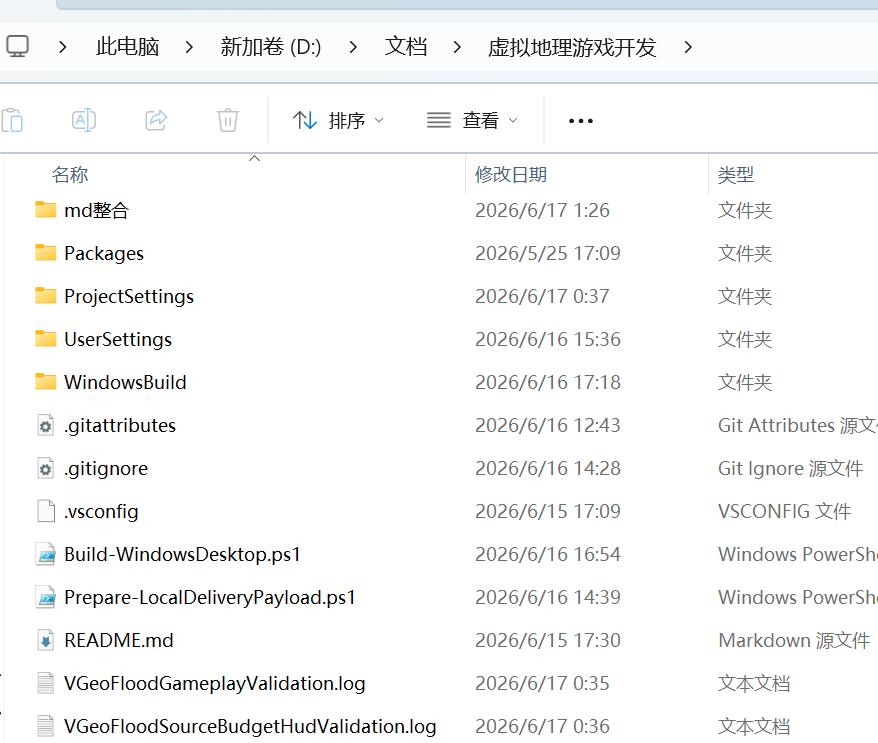 此电脑 > 新加卷 (D:) > 文档 > 虚拟地理游戏开发 >
排序 查看 •••
名称 修改日期 类型
md整合 2026/6/17 1:26 文件夹
Packages 2026/5/25 17:09 文件夹
ProjectSettings 2026/6/17 0:37 文件夹
UserSettings 2026/6/16 15:36 文件夹
WindowsBuild 2026/6/16 17:18 文件夹
.gitattributes 2026/6/16 12:43 Git Attributes 源文
.gitignore 2026/6/16 14:28 Git Ignore 源文件
.vsconfig 2026/6/15 17:09 VSCONFIG 文件
Build-WindowsDesktop.ps1 2026/6/16 16:54 Windows PowerShe
Prepare-LocalDeliveryPayload.ps1 2026/6/16 14:39 Windows PowerShe
README.md 2026/6/15 17:30 Markdown 源文件
VGeoFloodGameplayValidation.log 2026/6/17 0:35 文本文档
VGeoFloodSourceBudgetHudValidation.log 2026/6/17 0:36 文本文档